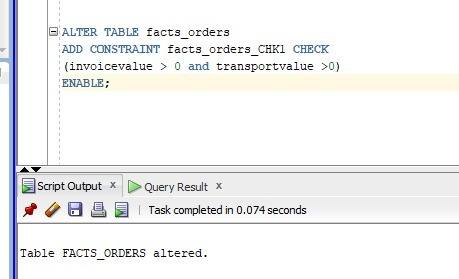 ALTER TABLE facts_orders
ADD CONSTRAINT facts_orders_CHK1 CHECK
(invoicevalue > 0 and transportvalue >0)
ENABLE;
Script Output x Query Result x
Task completed in 0.074 seconds
Table FACTS_ORDERS altered.